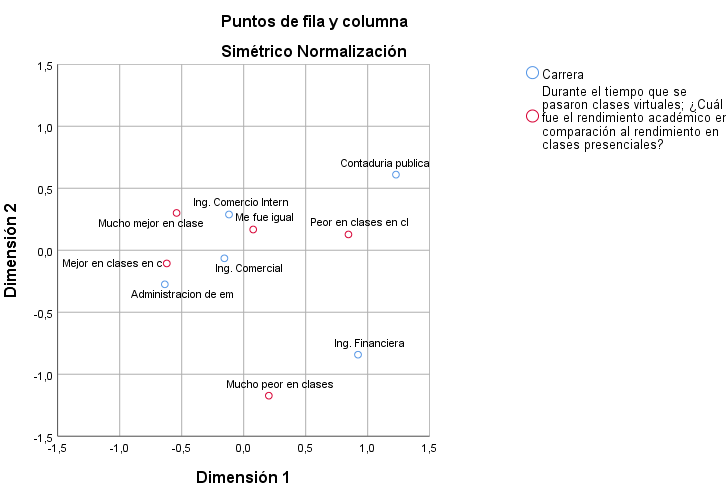 Puntos de fila y columna
Simétrico Normalización
1,5
1,0
0,5
0,0
-0,5
-1,0
-1,5
Dimensión 2
Contaduria publica
Ing. Comercio Intern
Me fue igual
Mucho mejor en clase
Peor en clases en cl
Mejor en clases en c
Ing. Comercial
Administracion de em
Ing. Financiera
Mucho peor en clases
-1,5
-1,0
-0,5
0,0
0,5
1,0
1,5
Dimensión 1
Carrera
Durante el tiempo que se
pasaron clases virtuales; ¿Cuál
fue el rendimiento académico en
comparación al rendimiento en
clases presenciales?